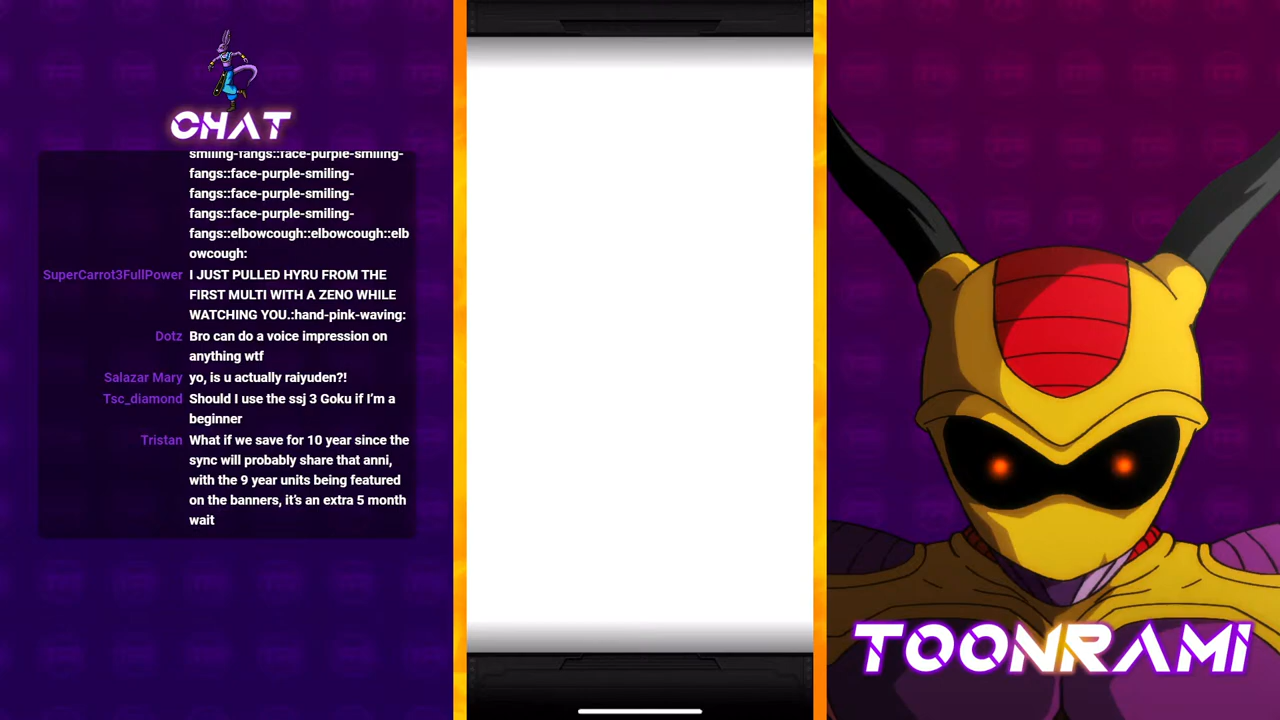 CHAT
smiling-fangs::face-purple-smiling-
fangs::face-purple-smiling-
fangs::face-purple-smiling-
fangs::face-purple-smiling-
fangs::elbowcough::elbowcough::elb
owcough:
SuperCarrot3FullPower I JUST PULLED HYRU FROM THE
FIRST MULTI WITH A ZENO WHILE
WATCHING YOU.:hand-pink-waving:
Dotz Bro can do a voice impression on
anything wtf
Salazar Mary yo, is u actually raiyuden?!
Tsc_diamond Should I use the ssj 3 Goku if I’m a
beginner
Tristan What if we save for 10 year since the
sync will probably share that anni,
with the 9 year units being featured
on the banners, it’s an extra 5 month
wait
TOONRAMI